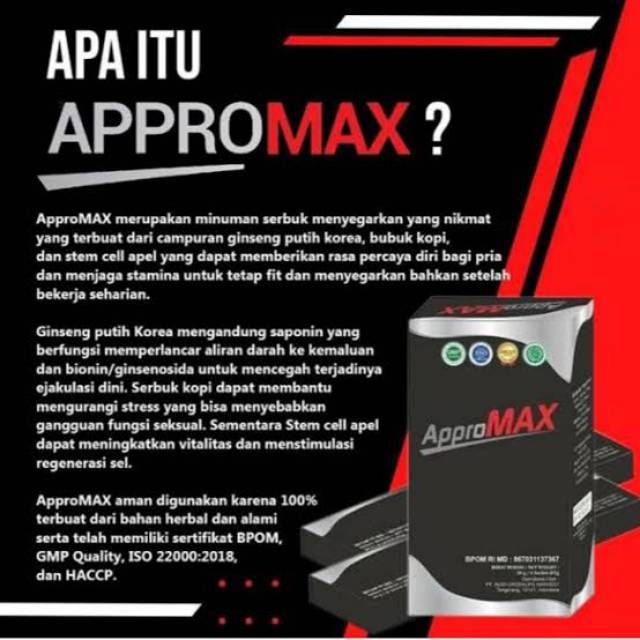 APA ITU
APPROMAX ?
ApproMAX merupakan minuman serbuk menyegarkan yang nikmat
yang terbuat dari campuran ginseng putih korea, bubuk kopi,
dan stem cell apel yang dapat memberikan rasa percaya diri bagi pria
dan menjaga stamina untuk tetap fit dan menyegarkan bahkan setelah
bekerja seharian.
Ginseng putih Korea mengandung saponin yang
berfungsi memperlancar aliran darah ke kemaluan
dan bionin/ginsenosida untuk mencegah terjadinya
ejakulasi dini. Serbuk kopi dapat membantu
mengurangi stress yang bisa menyebabkan
gangguan fungsi seksual. Sementara Stem cell apel
dapat meningkatkan vitalitas dan menstimulasi
regenerasi sel.
ApproMAX aman digunakan karena 100%
terbuat dari bahan herbal dan alami
serta telah memiliki sertifikat BPOM,
GMP Quality, ISO 22000:2018,
dan HACCP.
ApproMAX
ApproMAX
BPOM RI MD : 867031137367